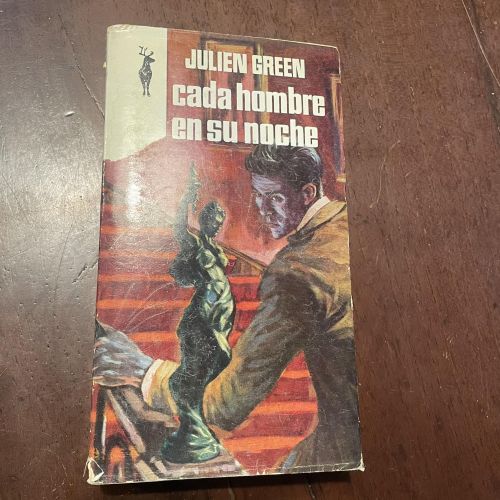 JULIEN GREEN
cada hombre
en su noche